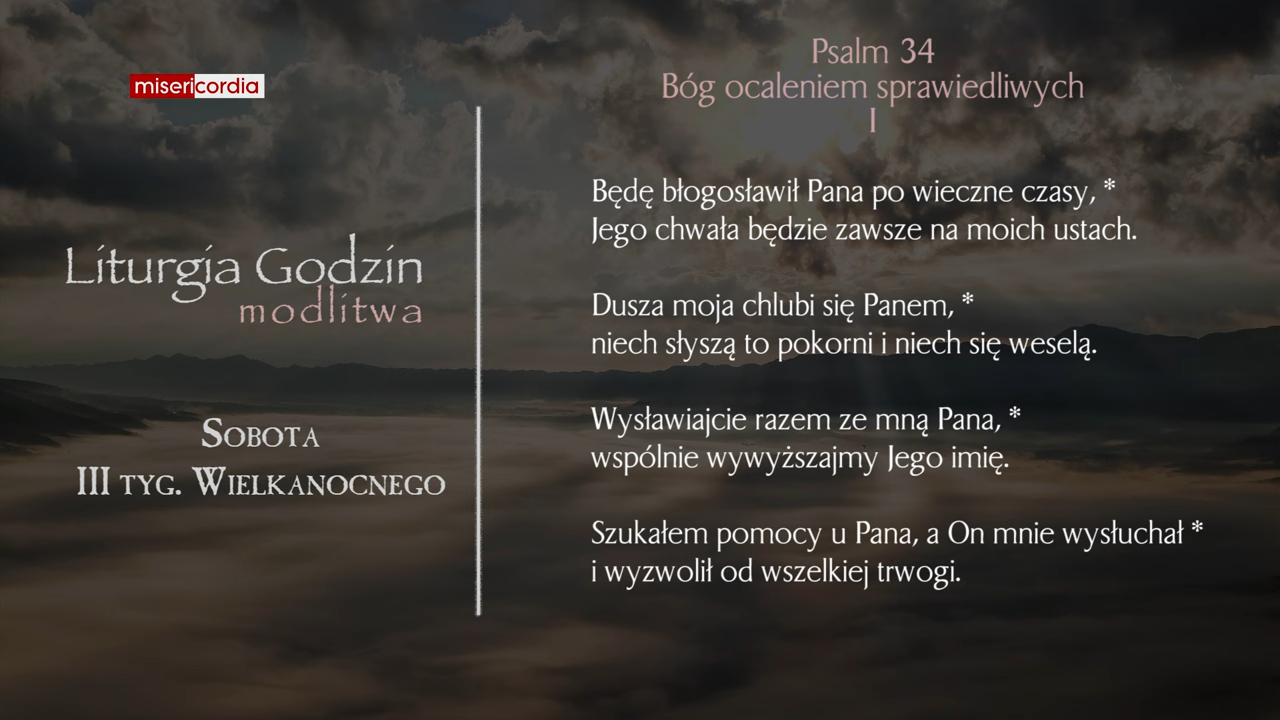 misericordia
Liturgia Godzin
modlitwa
Sobota
III tyg. Wielkanocnego
Psalm 34
Bóg ocaleniem sprawiedliwych
I
Będę błogosławił Pana po wieczne czasy, *
Jego chwała będzie zawsze na moich ustach.
Dusza moja chlubi się Panem, *
niech słyszą to pokorni i niech się weselą.
Wysławiajcie razem ze mną Pana, *
wspólnie wywyższajmy Jego imię.
Szukałem pomocy u Pana, a On mnie wysłuchał *
i wyzwolił od wszelkiej trwogi.